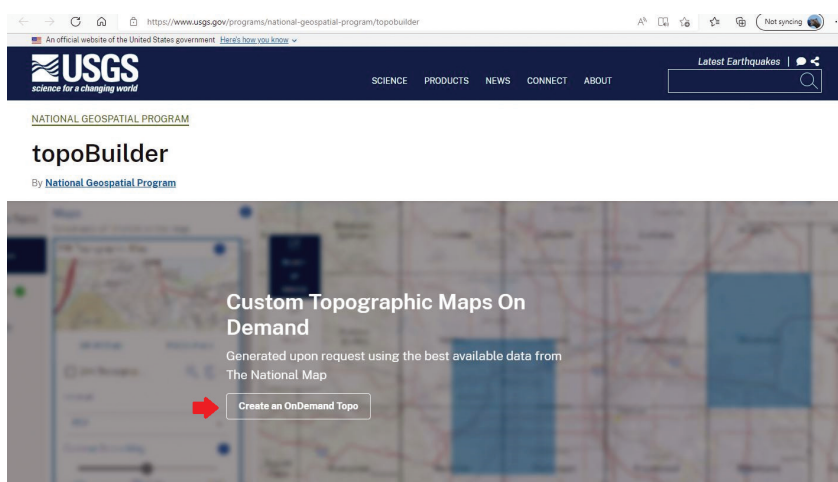 https://www.usgs.gov/programs/national-geospatial-program/topobuilder
Not syncing
An official website of the United States government Here's how you know
USGS
science for a changing world
SCIENCE PRODUCTS NEWS CONNECT ABOUT
Latest Earthquakes
NATIONAL GEOSPATIAL PROGRAM
topoBuilder
By National Geospatial Program
Maps
Custom Topographic Maps On
Demand
Generated upon request using the best available data from
The National Map
Create an OnDemand Topo